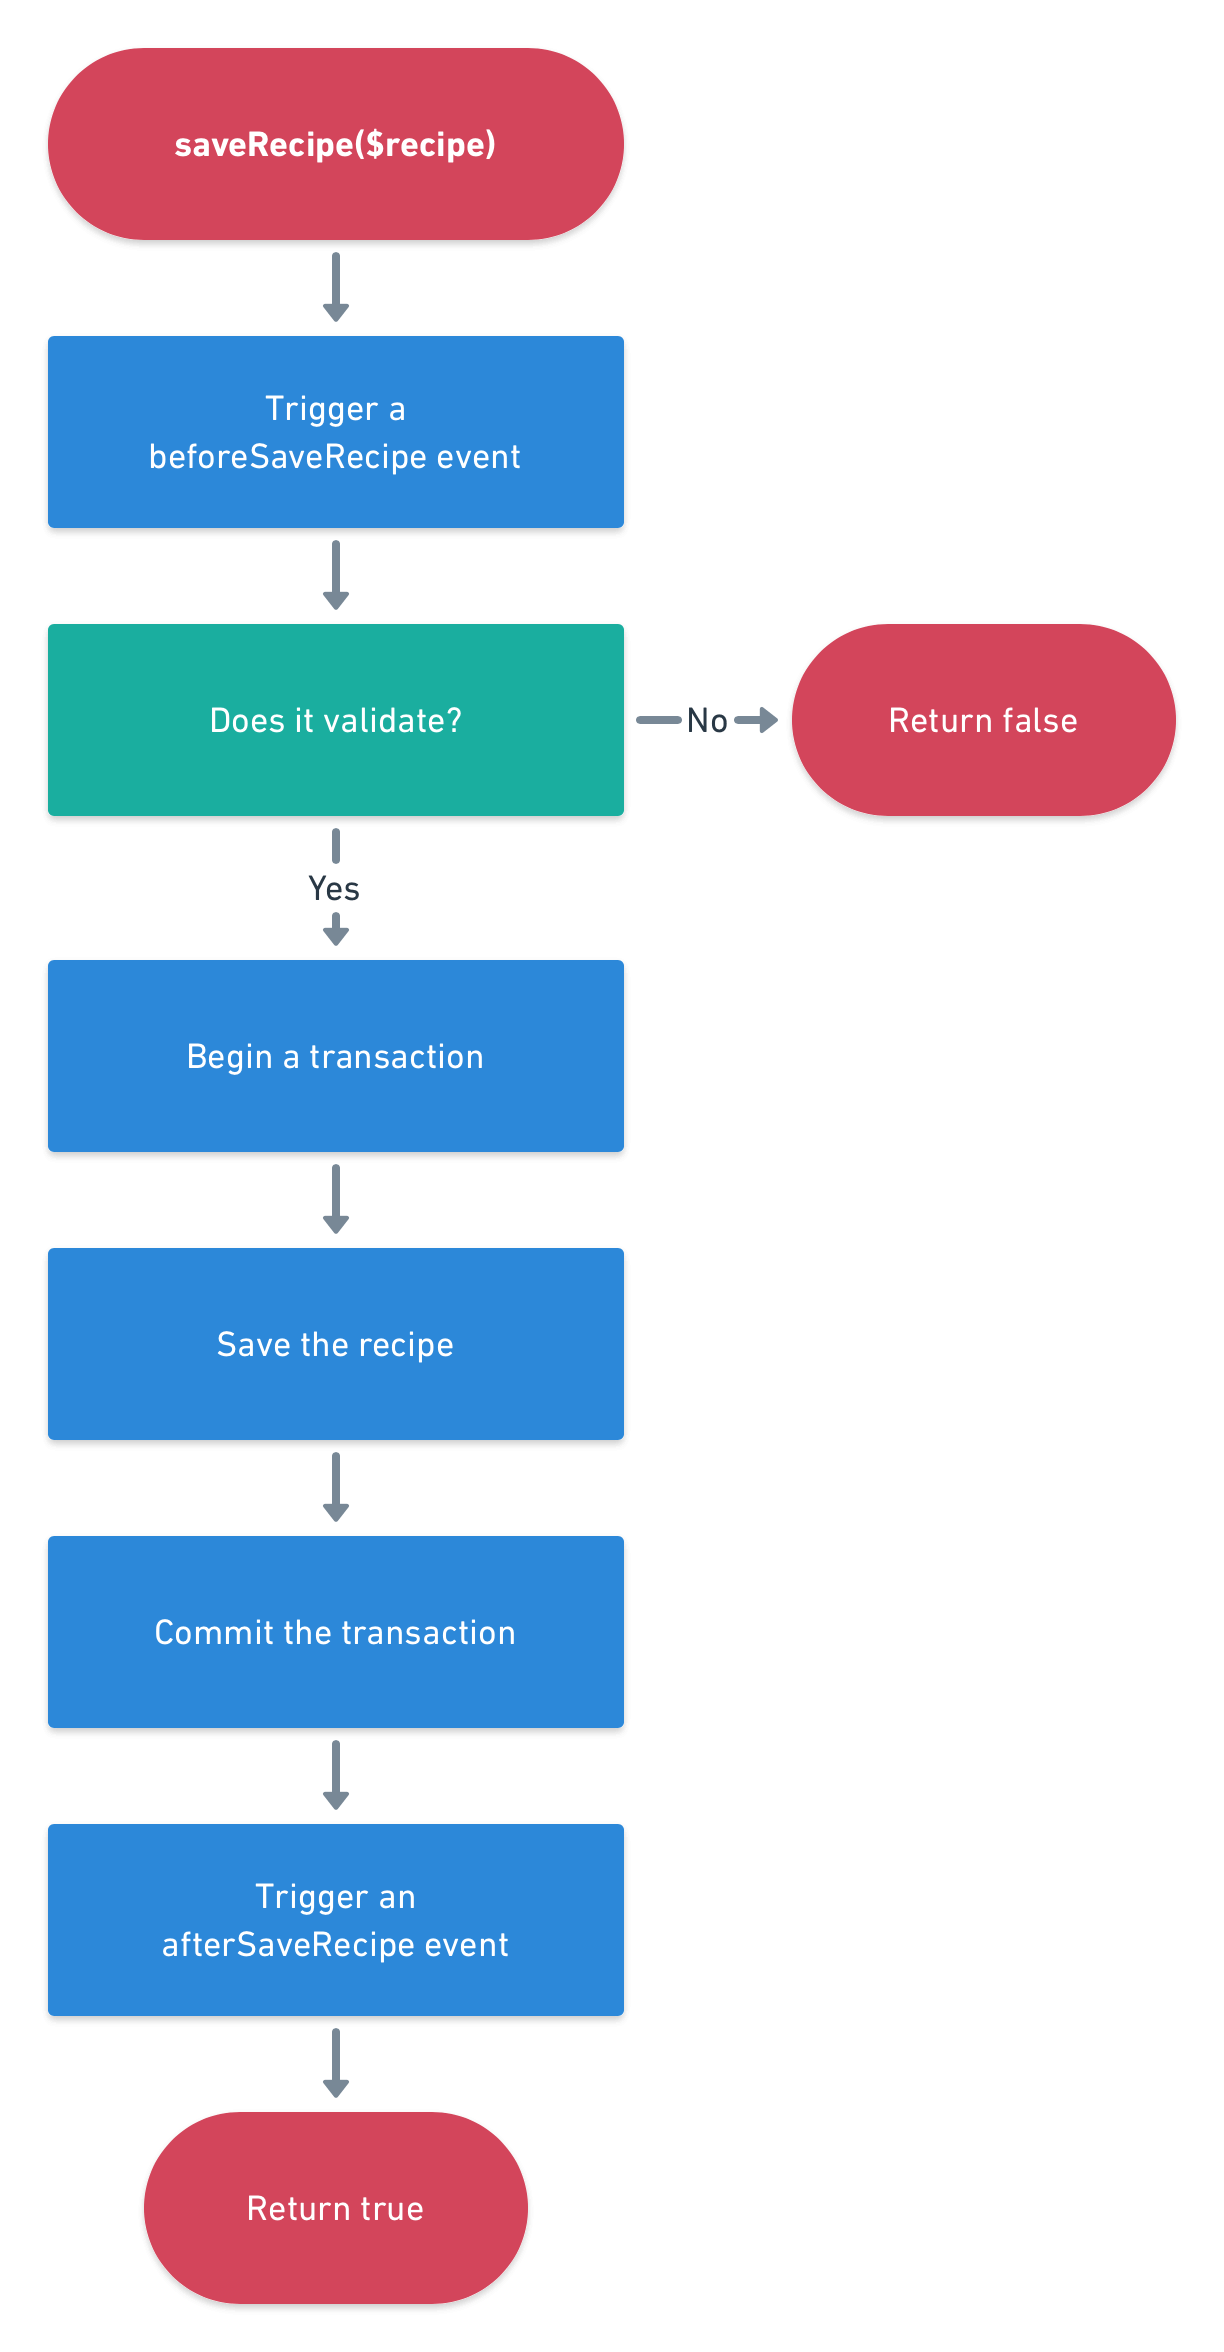 saveRecipe($recipe)
Trigger a
beforeSaveRecipe event
Does it validate?
No
Return false
Yes
Begin a transaction
Save the recipe
Commit the transaction
Trigger an
afterSaveRecipe event
Return true